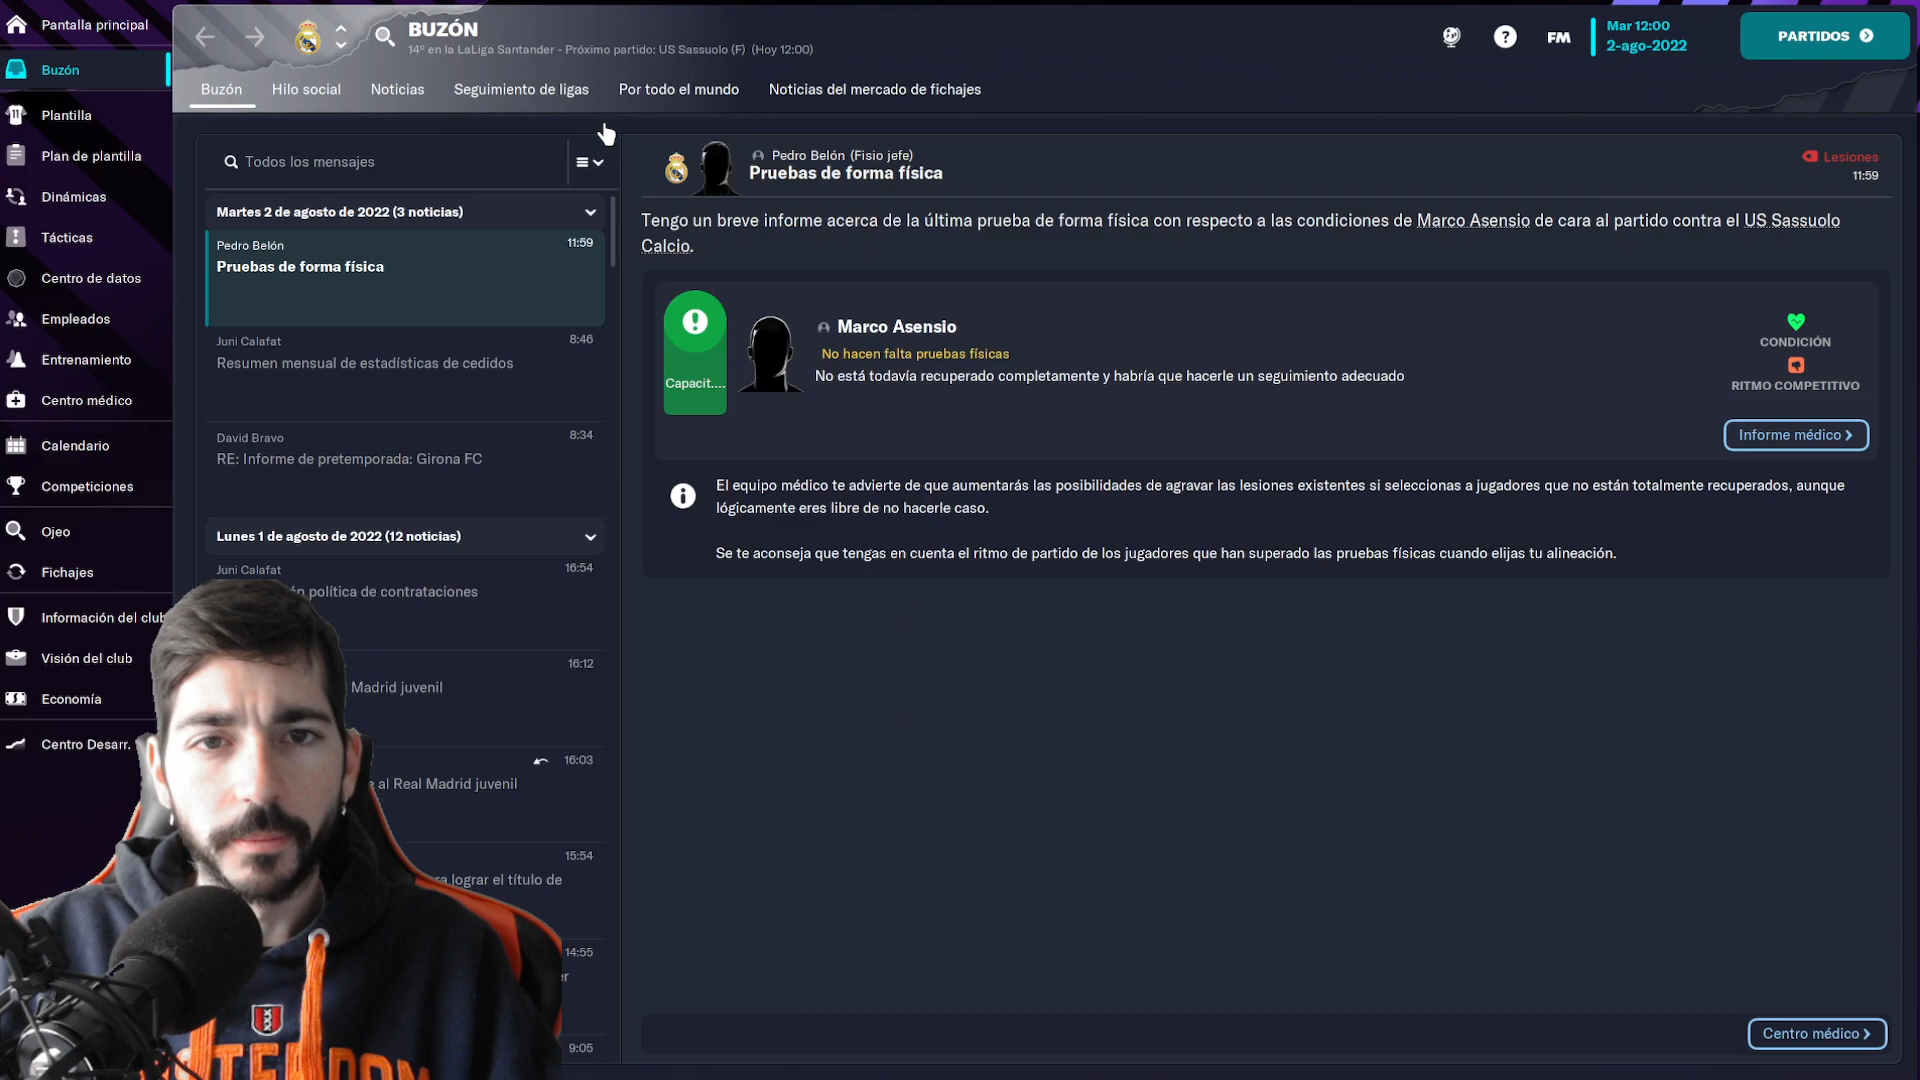 Pantalla principal
Buzón
Plantilla
Plan de plantilla
Dinámicas
Tácticas
Centro de datos
Empleados
Entrenamiento
Centro médico
Calendario
Competiciones
Ojeo
Fichajes
Información del club
Visión del club
Economía
Centro Desarr.
BUZÓN
14º en la LaLiga Santander - Próximo partido: US Sassuolo (F) (Hoy 12:00)
FM
Mar 12:00
2-ago-2022
PARTIDOS
Buzón
Hilo social
Noticias
Seguimiento de ligas
Por todo el mundo
Noticias del mercado de fichajes
Todos los mensajes
Martes 2 de agosto de 2022 (3 noticias)
Pedro Belón 11:59
Pruebas de forma física
Juni Calafat 8:46
Resumen mensual de estadísticas de cedidos
David Bravo 8:34
RE: Informe de pretemporada: Girona FC
Lunes 1 de agosto de 2022 (12 noticias)
Juni Calafat 16:54
política de contrataciones
16:12
Madrid juvenil
16:03
al Real Madrid juvenil
15:54
lograr el título de
14:55
9:05
Pedro Belón (Fisio jefe)
Pruebas de forma física
Lesiones
11:59
Tengo un breve informe acerca de la última prueba de forma física con respecto a las condiciones de Marco Asensio de cara al partido contra el US Sassuolo
Calcio.
Capacit....
Marco Asensio
No hacen falta pruebas físicas
No está todavía recuperado completamente y habría que hacerle un seguimiento adecuado
CONDICIÓN
RITMO COMPETITIVO
Informe médico
El equipo médico te advierte de que aumentarás las posibilidades de agravar las lesiones existentes si seleccionas a jugadores que no están totalmente recuperados, aunque
lógicamente eres libre de no hacerle caso.
Se te aconseja que tengas en cuenta el ritmo de partido de los jugadores que han superado las pruebas físicas cuando elijas tu alineación.
Centro médico